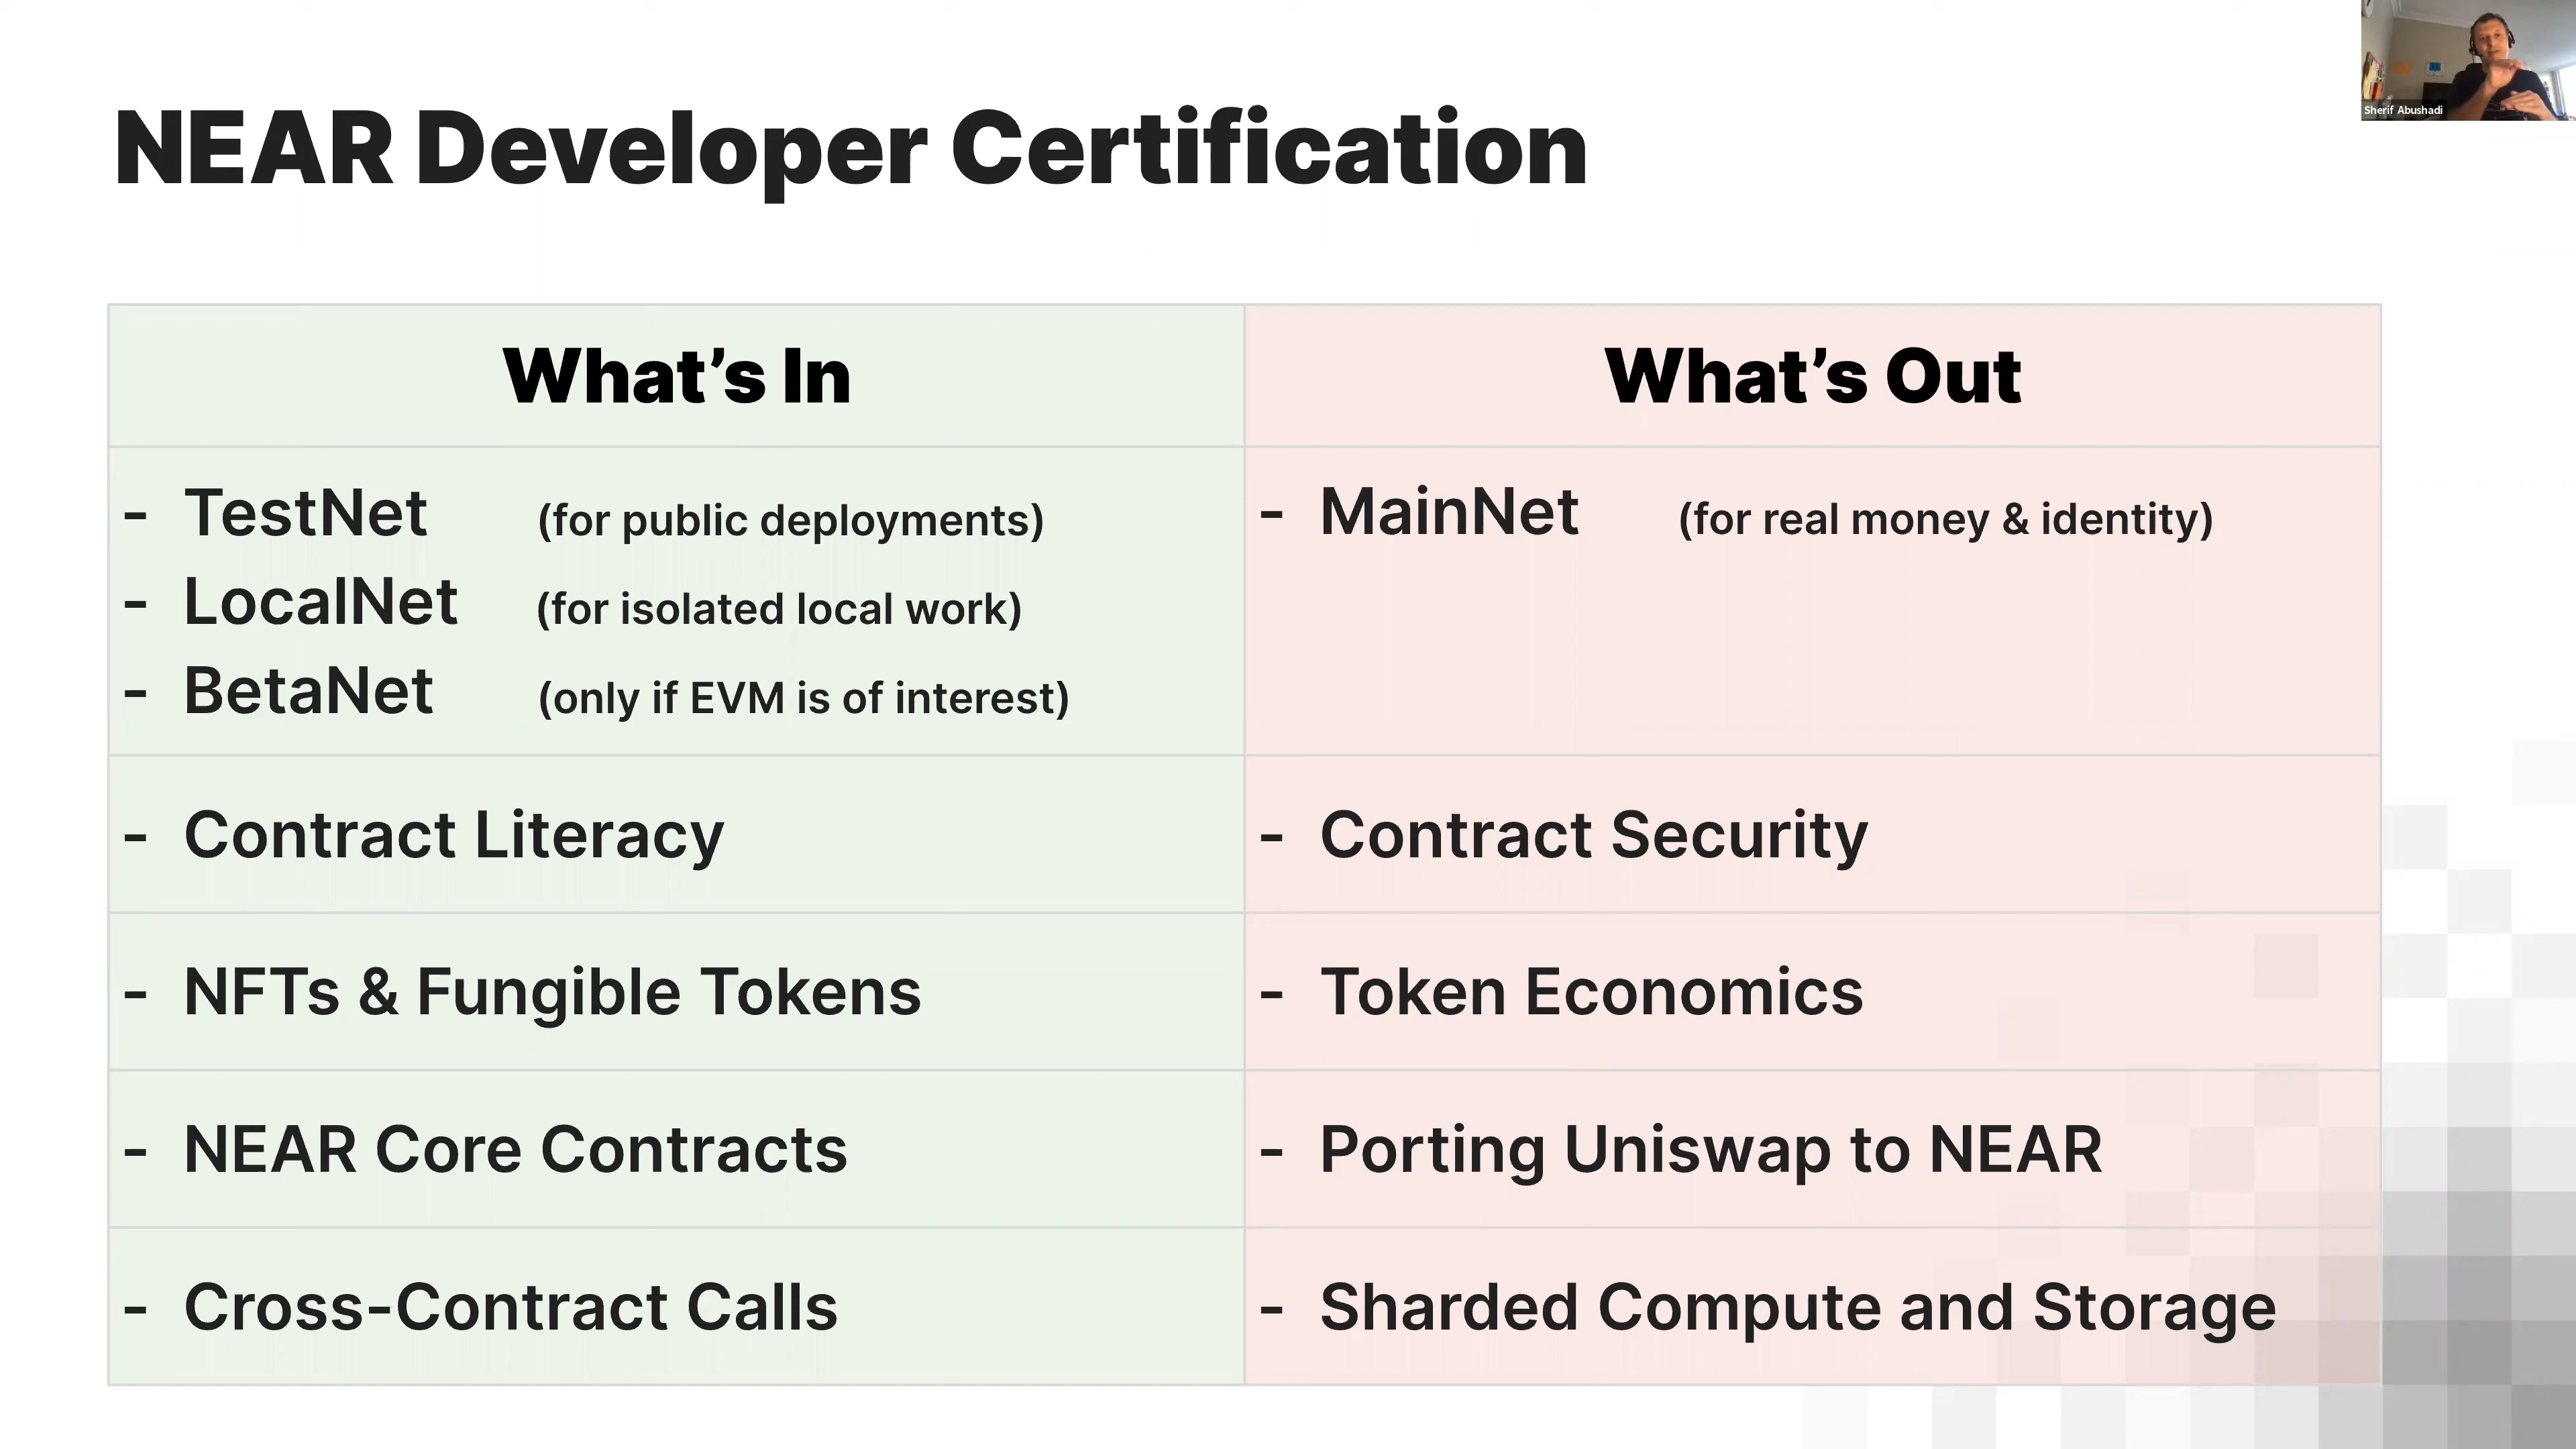 Sherif Abushadi
NEAR Developer Certification
What’s In
What’s Out
- TestNet (for public deployments)
- LocalNet (for isolated local work)
- BetaNet (only if EVM is of interest)
- MainNet (for real money & identity)
- Contract Literacy
- Contract Security
- NFTs & Fungible Tokens
- Token Economics
- NEAR Core Contracts
- Porting Uniswap to NEAR
- Cross-Contract Calls
- Sharded Compute and Storage